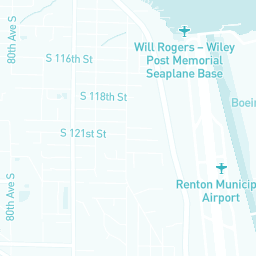 80th Ave S
Will Rogers – Wiley
Post Memorial
Seaplane Base
S 116th St
S 118th St
Boein
S 121st St
Renton Municip
Airport
80th Ave S